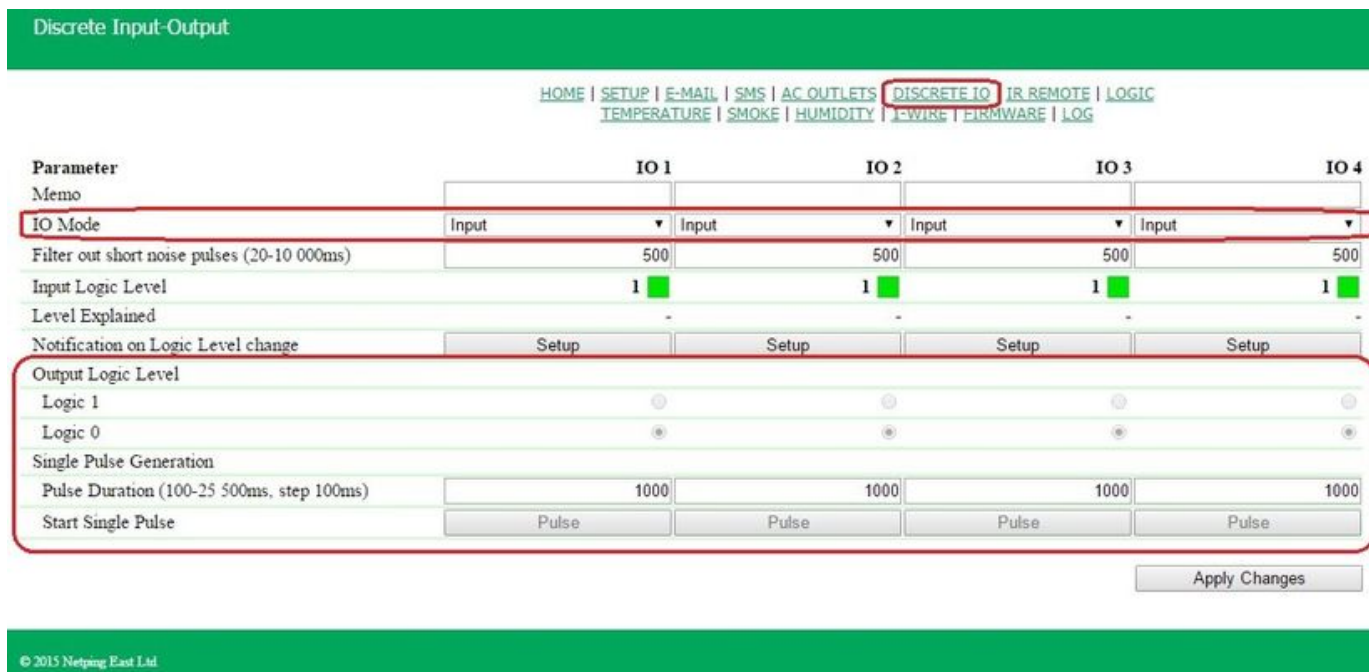 Discrete Input-Output
HOME | SETUP | E-MAIL | SMS | AC OUTLETS | DISCRETE IO | IR REMOTE | LOGIC
TEMPERATURE | SMOKE | HUMIDITY | 1-WIRE | FIRMWARE | LOG
Parameter IO 1 IO 2 IO 3 IO 4
Memo
IO Mode Input Input Input Input
Filter out short noise pulses (20-10 000ms) 500 500 500 500
Input Logic Level 1 1 1 1
Level Explained - - - -
Notification on Logic Level change Setup Setup Setup Setup
Output Logic Level
Logic 1
Logic 0
Single Pulse Generation
Pulse Duration (100-25 500ms, step 100ms) 1000 1000 1000 1000
Start Single Pulse Pulse Pulse Pulse Pulse
Apply Changes
© 2015 Netping East Ltd